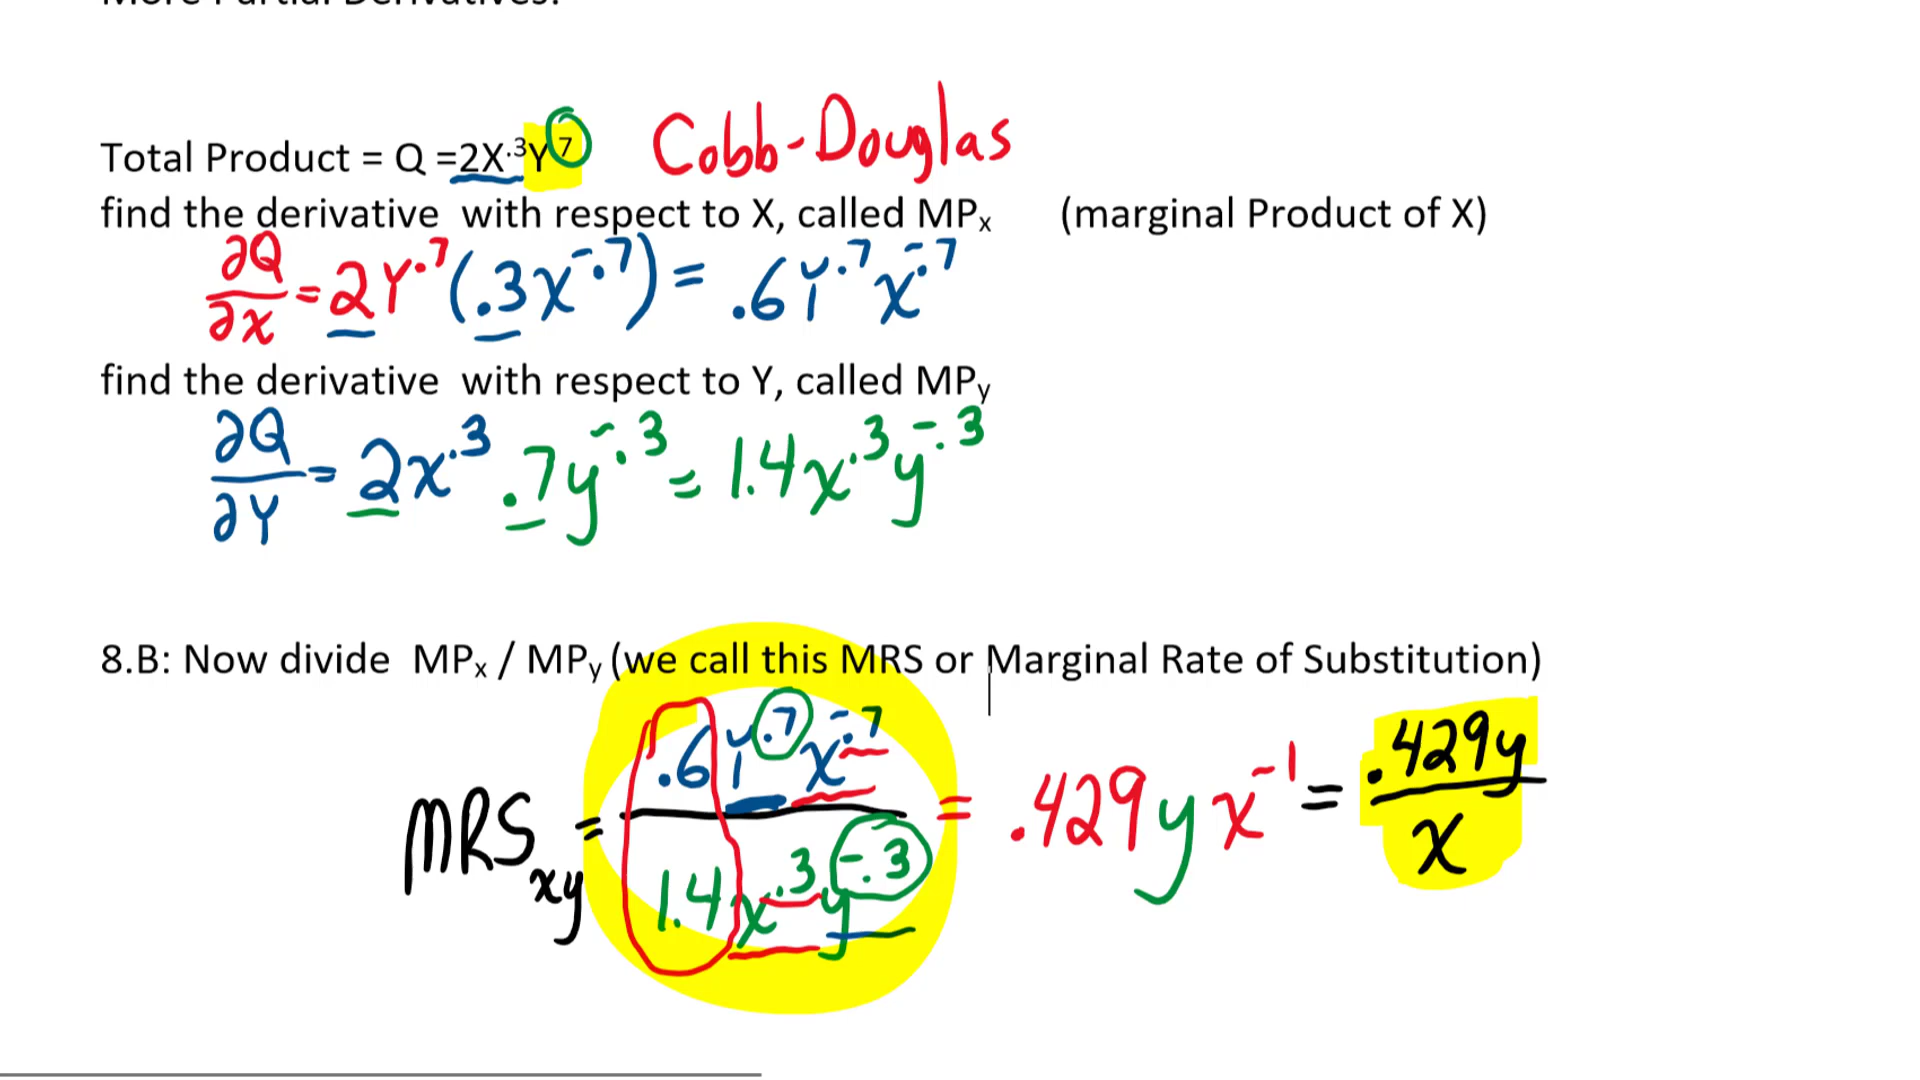 More Partial Derivatives:
Total Product = Q =2X^.3Y^.7 Cobb-Douglas
find the derivative with respect to X, called MPₓ (marginal Product of X)
∂Q/∂x = 2Y^.7(.3x^-.7) = .6Y^.7x^-.7
find the derivative with respect to Y, called MPy
∂Q/∂Y = 2x^.3 .7y^-.3 = 1.4x^.3y^-.3
8.B: Now divide MPₓ / MPy (we call this MRS or Marginal Rate of Substitution)
MRSxy = .6Y^.7x^-.7 / 1.4x^.3y^-.3 = .429yx^-1 = .429y/x